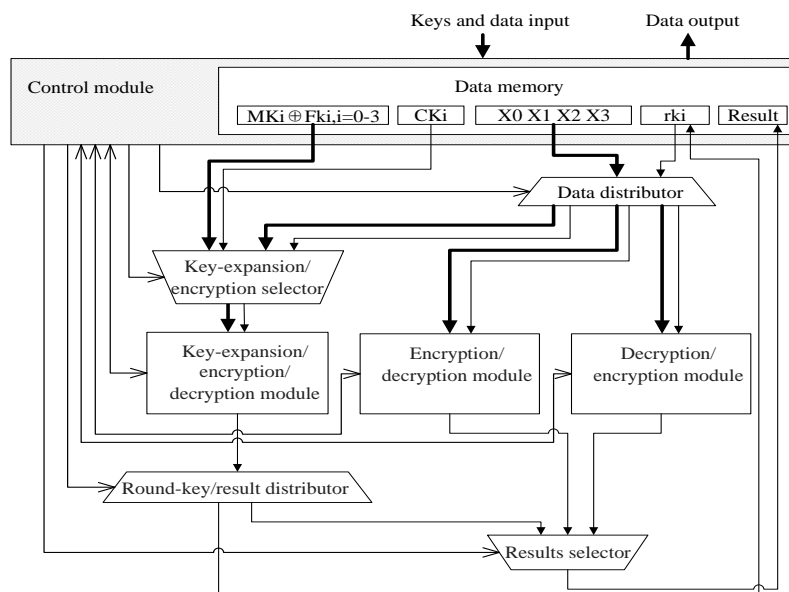 Keys and data input
Data output
Control module
Data memory
MKi⊕Fki,i=0-3
CKi
X0 X1 X2 X3
rki
Result
Data distributor
Key-expansion/
encryption selector
Key-expansion/
encryption/
decryption module
Encryption/
decryption module
Decryption/
encryption module
Round-key/result distributor
Results selector